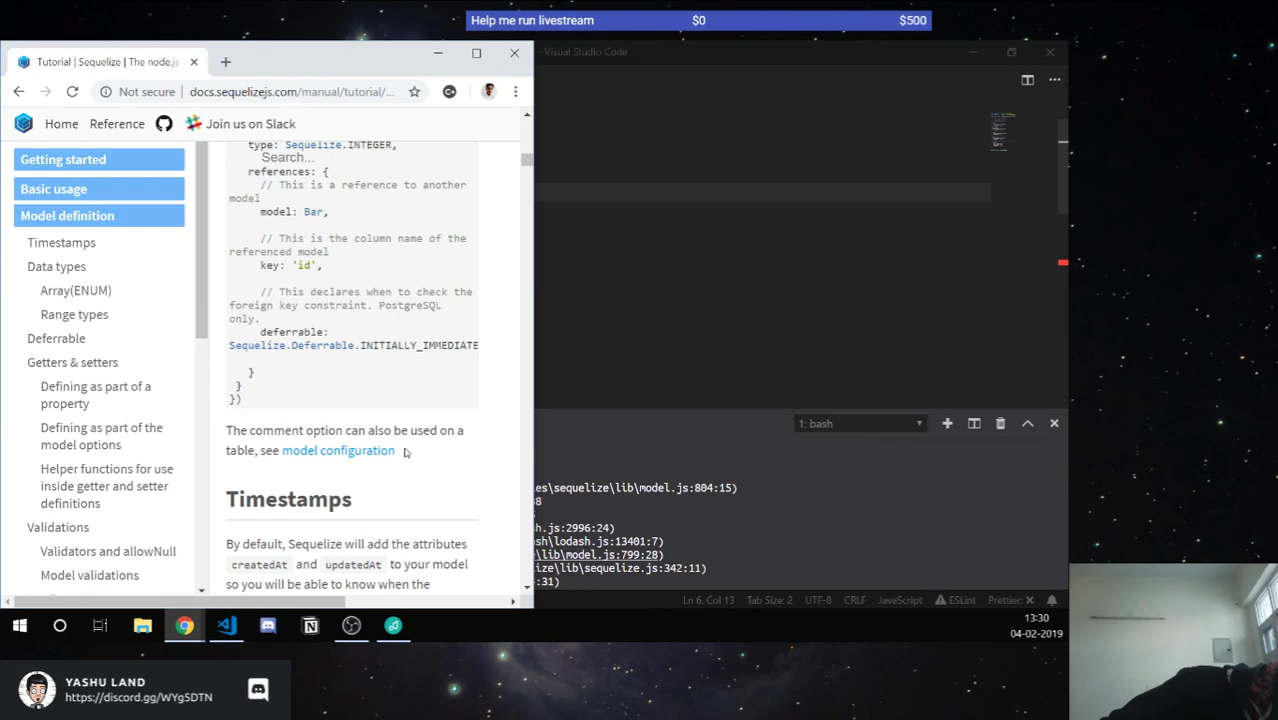 Help me run livestream $0 $500
Tutorial | Sequelize | The node.js
- Visual Studio Code
Not secure docs.sequelizejs.com/manual/tutorial/...
Home Reference Join us on Slack
Getting started
Basic usage
Model definition
Timestamps
Data types
Array(ENUM)
Range types
Deferrable
Getters & setters
Defining as part of a
property
Defining as part of the
model options
Helper functions for use
inside getter and setter
definitions
Validations
Validators and allowNull
Model validations
type: Sequelize.INTEGER,
Search...
references: {
// This is a reference to another
model
model: Bar,
// This is the column name of the
referenced model
key: 'id',
// This declares when to check the
foreign key constraint. PostgreSQL
only.
deferrable:
Sequelize.Deferrable.INITIALLY_IMMEDIATE
}
}
})
The comment option can also be used on a
table, see model configuration
Timestamps
By default, Sequelize will add the attributes
createdAt and updatedAt to your model
so you will be able to know when the
1: bash
es\sequelize\lib\model.js:804:15)
8
sh.js:2996:24)
sh\lodash.js:13401:7)
\lib\model.js:799:28)
ize\lib\sequelize.js:342:11)
:31)
Ln 6, Col 13 Tab Size: 2 UTF-8 CRLF JavaScript ESLint Prettier: ×
13:30
04-02-2019
YASHU LAND
https://discord.gg/WYg5DTN